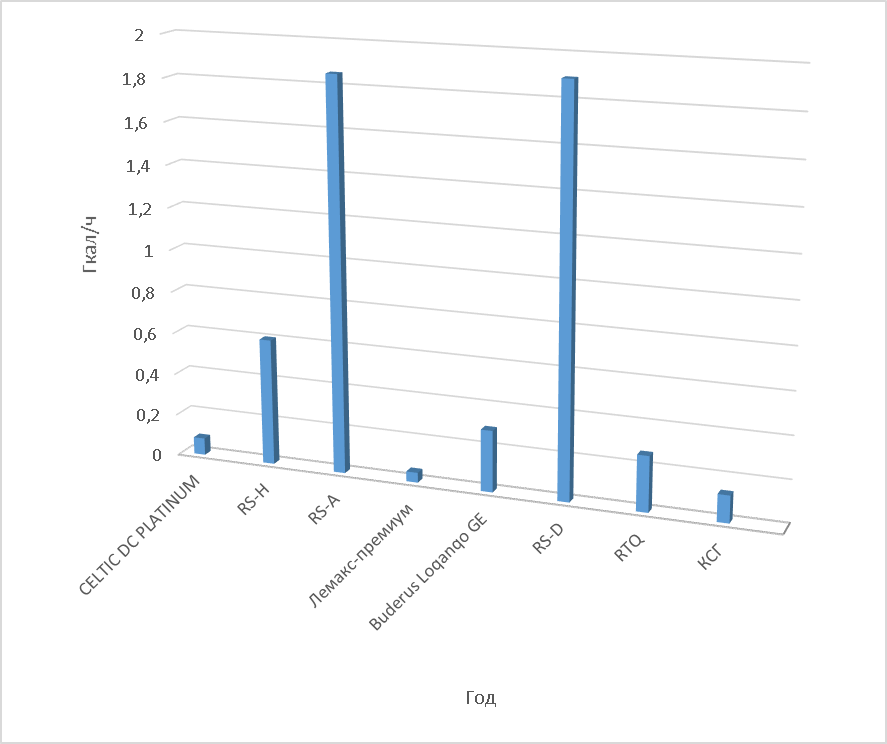 2
1,8
1,6
1,4
1,2
1
0,8
0,6
0,4
0,2
0
Гкал/ч
CELTIC DC PLATINUM
RS-H
RS-A
Лемакс-премиум
Buderus Loqanqo GE
RS-D
RTQ
КСГ
Год